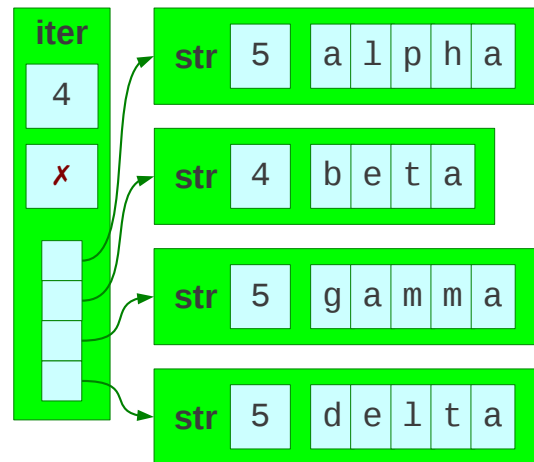 iter
4
✗
str 5 a l p h a
str 4 b e t a
str 5 g a m m a
str 5 d e l t a